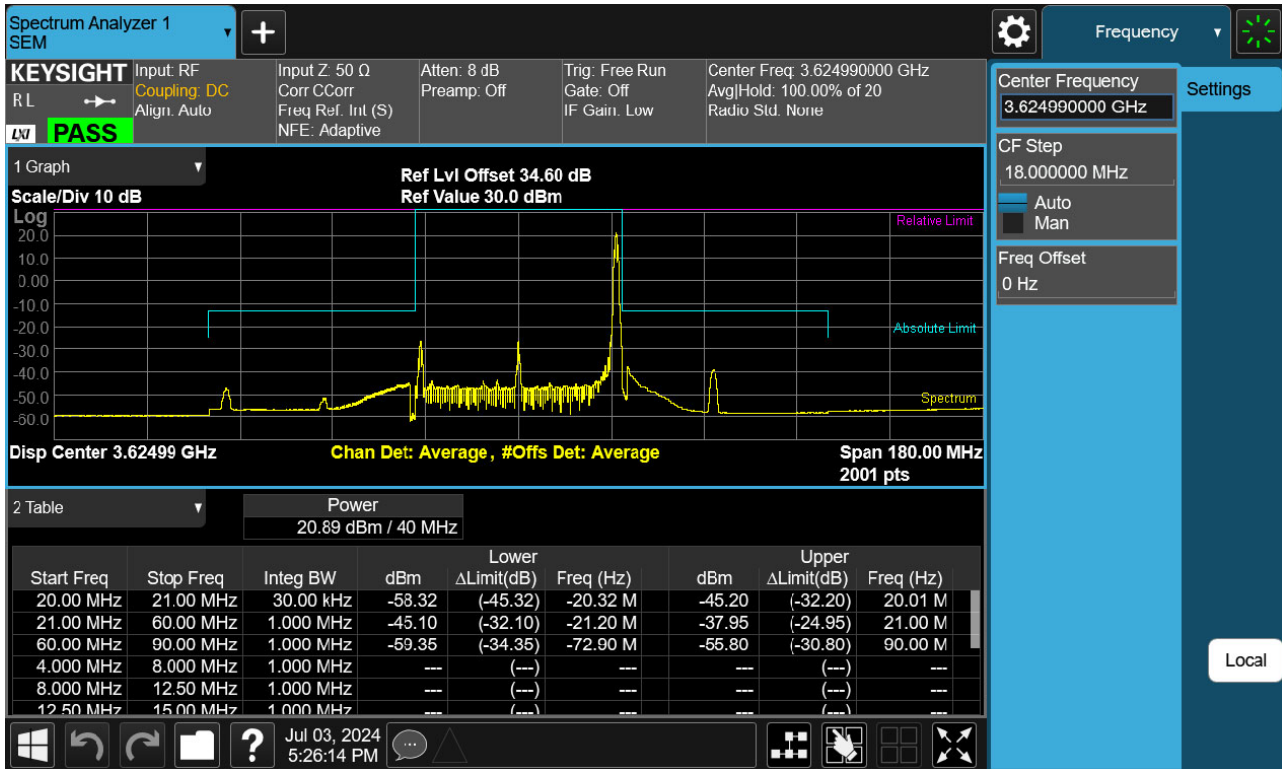 Spectrum Analyzer 1
SEM
+
Frequency
KEYSIGHT
RL
LXI
PASS
Input: RF
Coupling: DC
Align: Auto
Input Z: 50 Ω
Corr CCorr
Freq Ref: Int (S)
NFE: Adaptive
Atten: 8 dB
Preamp: Off
Trig: Free Run
Gate: Off
IF Gain: Low
Center Freq: 3.624990000 GHz
Avg|Hold: 100.00% of 20
Radio Std: None
Center Frequency
3.624990000 GHz
Settings
CF Step
18.000000 MHz
Auto
Man
Freq Offset
0 Hz
Local
1 Graph
Scale/Div 10 dB
Ref Lvl Offset 34.60 dB
Ref Value 30.0 dBm
Log
Relative Limit
20.0
10.0
0.00
-10.0
-20.0
Absolute Limit
-30.0
-40.0
-50.0
Spectrum
-60.0
Disp Center 3.62499 GHz
Chan Det: Average, #Offs Det: Average
Span 180.00 MHz
2001 pts
2 Table
Power
20.89 dBm / 40 MHz
Lower Upper
Start Freq Stop Freq Integ BW dBm ΔLimit(dB) Freq (Hz) dBm ΔLimit(dB) Freq (Hz)
20.00 MHz 21.00 MHz 30.00 kHz -58.32 (-45.32) -20.32 M -45.20 (-32.20) 20.01 M
21.00 MHz 60.00 MHz 1.000 MHz -45.10 (-32.10) -21.20 M -37.95 (-24.95) 21.00 M
60.00 MHz 90.00 MHz 1.000 MHz -59.35 (-34.35) -72.90 M -55.80 (-30.80) 90.00 M
4.000 MHz 8.000 MHz 1.000 MHz --- (---) --- --- (---) ---
8.000 MHz 12.50 MHz 1.000 MHz --- (---) --- --- (---) ---
12.50 MHz 15.00 MHz 1.000 MHz --- (---) --- --- (---) ---
?
Jul 03, 2024
5:26:14 PM